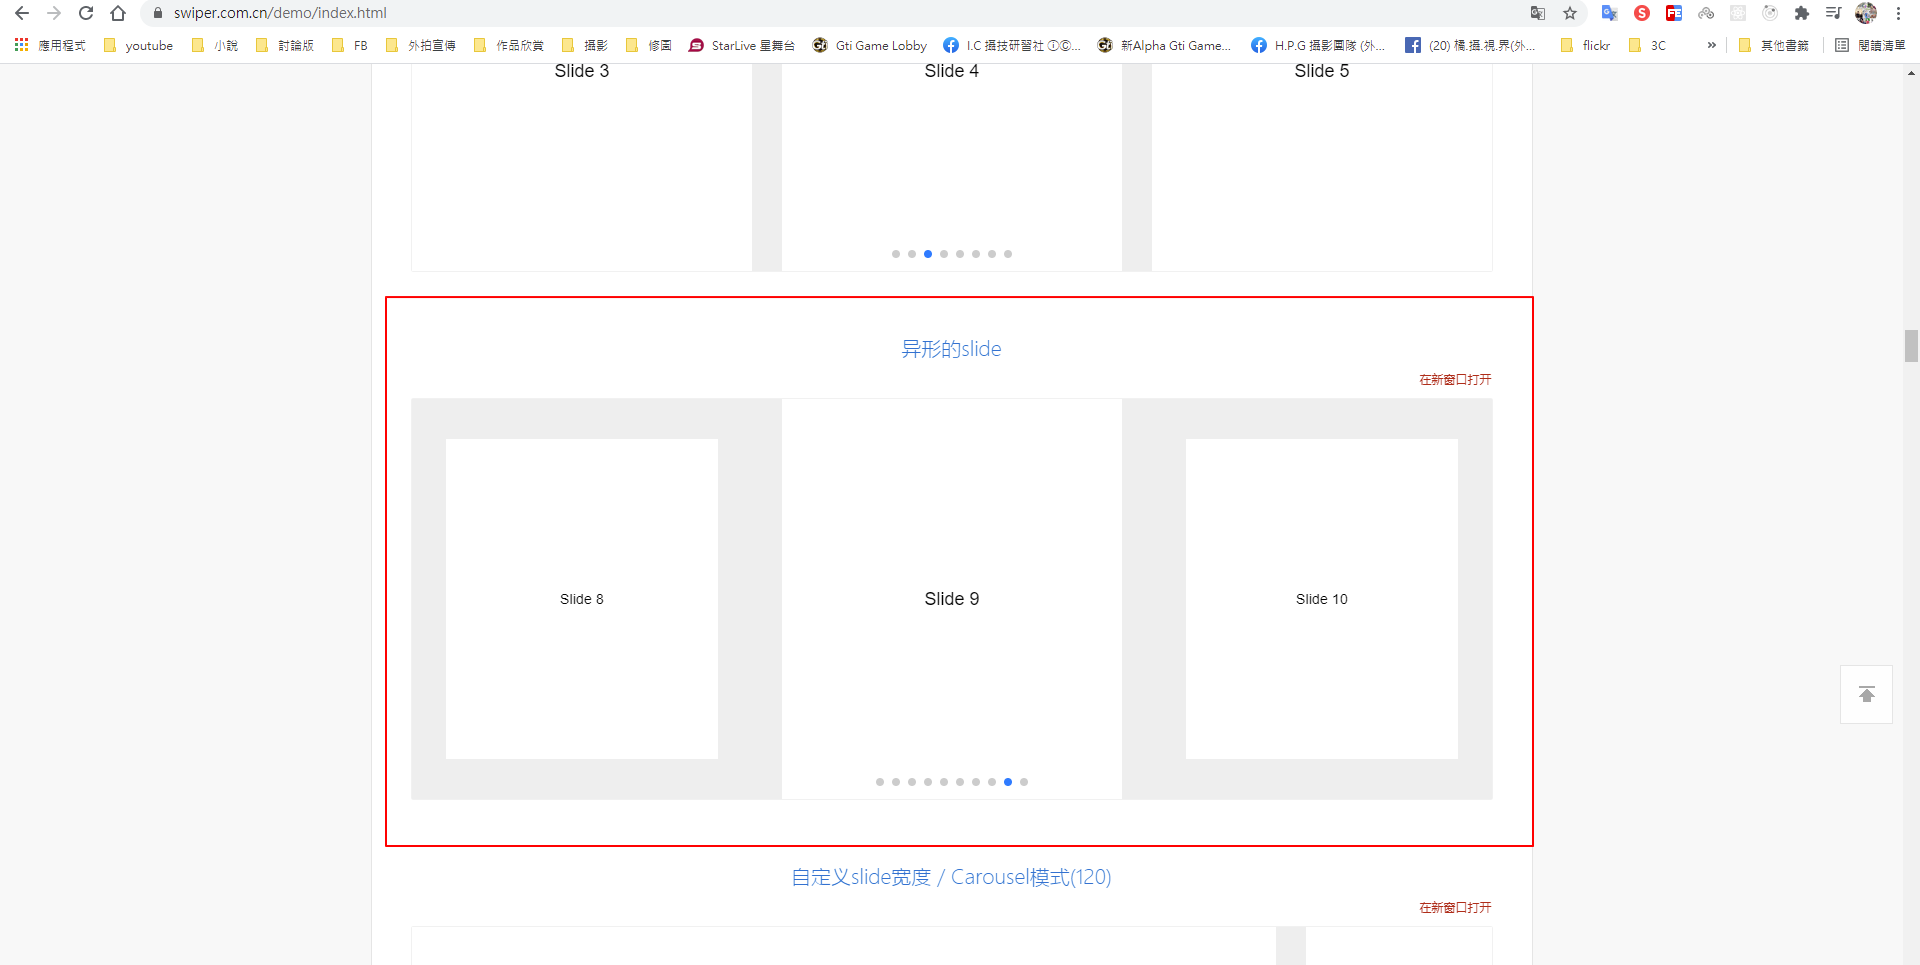 swiper.com.cn/demo/index.html
應用程式 youtube 小說 討論版 FB 外拍宣傳 作品欣賞 攝影 修圖 StarLive 星舞台 Gti Game Lobby I.C 攝技研習社 ⓘⒸ... 新Alpha Gti Game... H.P.G 攝影團隊 (外... (20) 橘.攝.視.界(外... flickr 3C » 其他書籤 閱讀清單
Slide 3 Slide 4 Slide 5
异形的slide
在新窗口打开
Slide 8 Slide 9 Slide 10
自定义slide宽度 / Carousel模式(120)
在新窗口打开